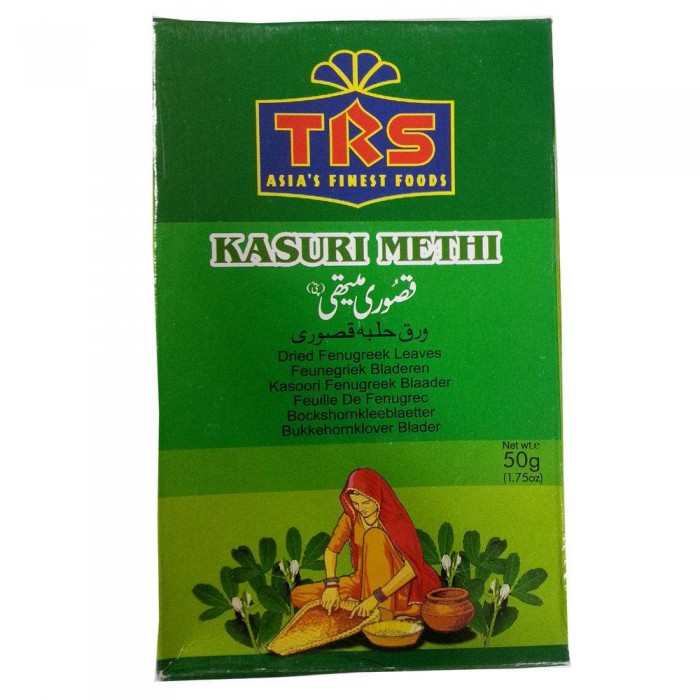 TRS
ASIA'S FINEST FOODS
KASURI METHI
قصوری میتھی
ورق حلبه قصوري
Dried Fenugreek Leaves
Feunegriek Bladeren
Kasoori Fenugreek Blaader
Feuille De Fenugrec
Bockshornkleeblaetter
Bukkehornklover Blader
Net wt.℮
50g
(1.75oz)